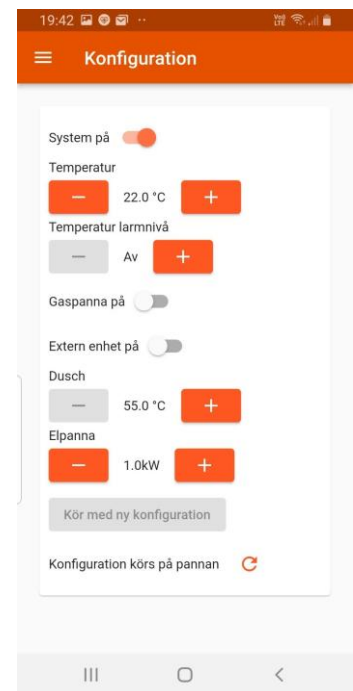 19:42
Konfiguration
System på
Temperatur
22.0 °C
Temperatur larmnivå
Av
Gaspanna på
Extern enhet på
Dusch
55.0 °C
Elpanna
1.0kW
Kör med ny konfiguration
Konfiguration körs på pannan